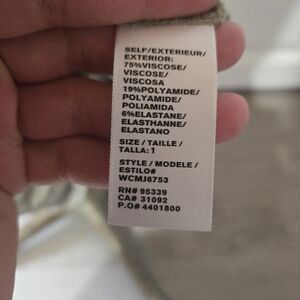 SELF/EXTERIEUR/
EXTERIOR:
75%VISCOSE/
VISCOSE/
VISCOSA
19%POLYAMIDE/
POLYAMIDE/
POLIAMIDA
6%ELASTANE/
ELASTHANNE/
ELASTANO
SIZE / TAILLE /
TALLA: 1
STYLE / MODELE /
ESTILO#
WCMJ6753
RN# 95339
CA# 31092
P.O# 4401800